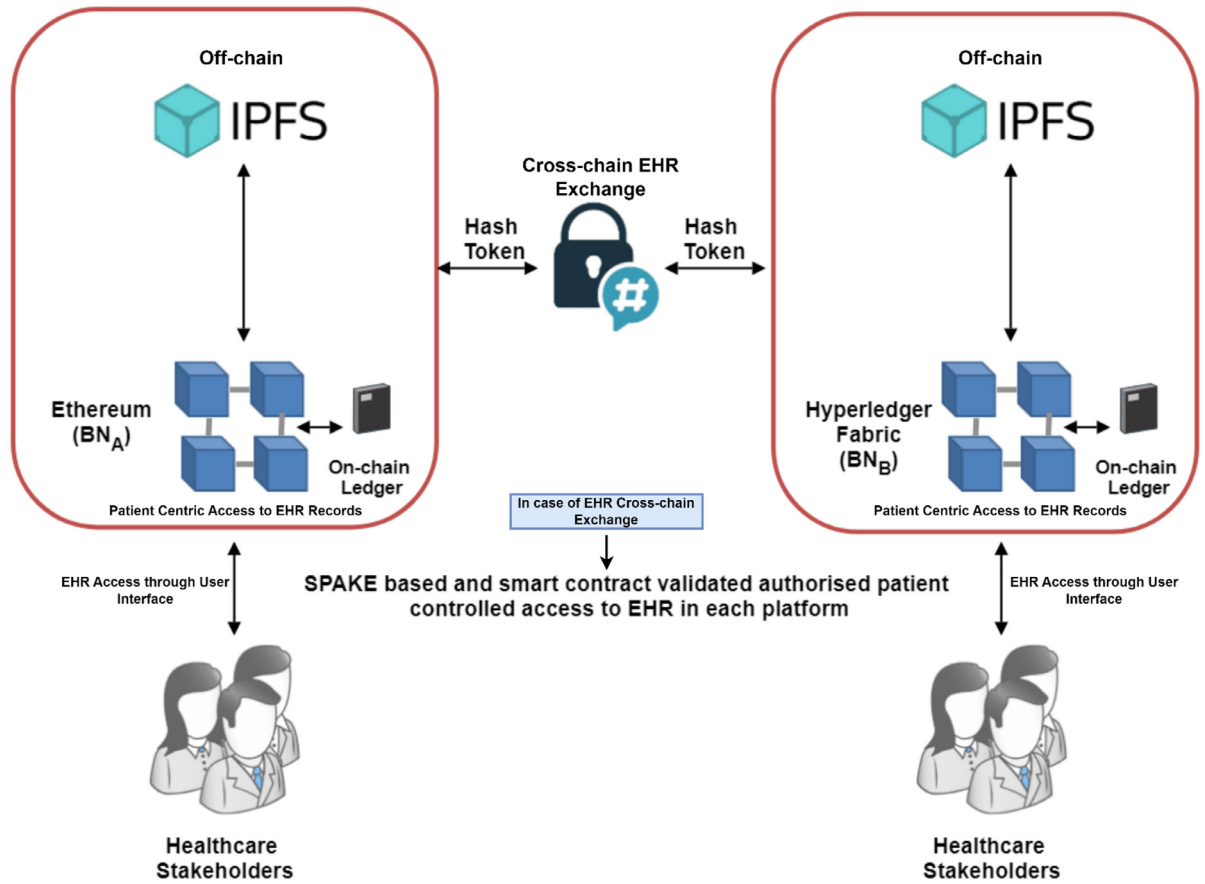 Off-chain
IPFS
Ethereum
(BN_A)
On-chain
Ledger
Patient Centric Access to EHR Records
EHR Access through User
Interface
Healthcare
Stakeholders
Cross-chain EHR
Exchange
Hash
Token
#
Hash
Token
In case of EHR Cross-chain
Exchange
SPAKE based and smart contract validated authorised patient
controlled access to EHR in each platform
Off-chain
IPFS
Hyperledger
Fabric
(BN_B)
On-chain
Ledger
Patient Centric Access to EHR Records
EHR Access through User
Interface
Healthcare
Stakeholders